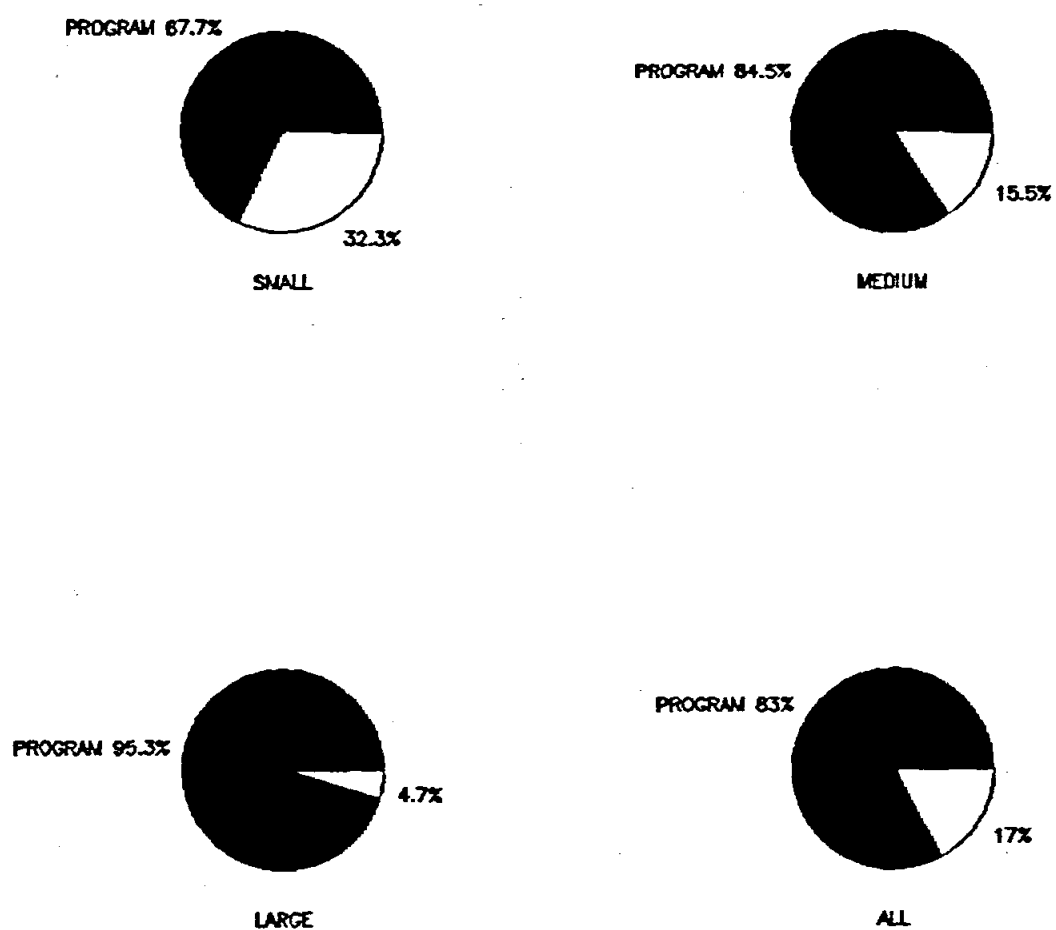 PROGRAM 67.7%
32.3%
SMALL
PROGRAM 84.5%
15.5%
MEDIUM
PROGRAM 95.3%
4.7%
LARGE
PROGRAM 83%
17%
ALL